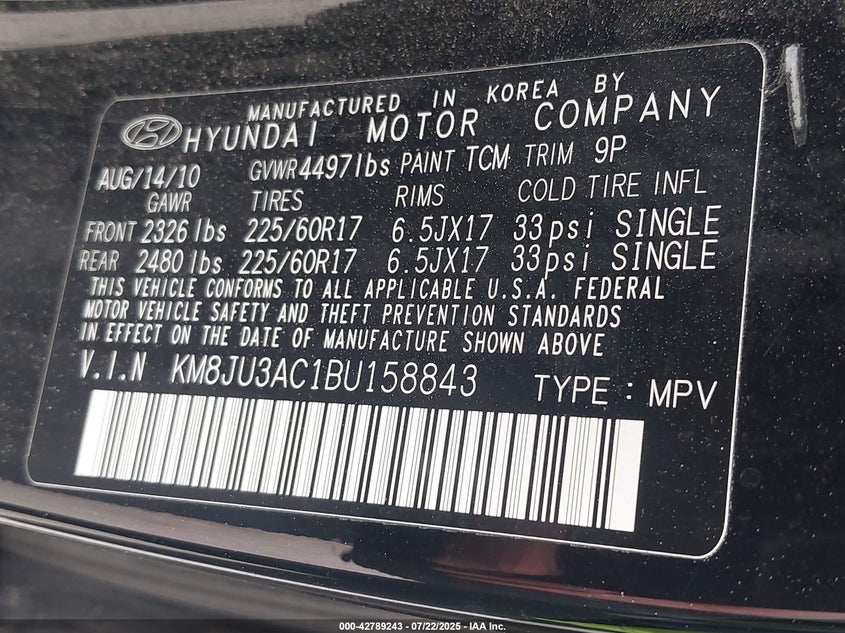 MANUFACTURED IN KOREA BY
HYUNDAI MOTOR COMPANY
AUG/14/10 GVWR 4497lbs PAINT TCM TRIM 9P
GAWR TIRES RIMS COLD TIRE INFL
FRONT 2326 lbs 225/60R17 6.5JX17 33psi SINGLE
REAR 2480 lbs 225/60R17 6.5JX17 33psi SINGLE
THIS VEHICLE CONFORMS TO ALL APPLICABLE U.S.A. FEDERAL
MOTOR VEHICLE SAFETY AND THEFT PREVENTION STANDARDS
IN EFFECT ON THE DATE OF MANUFACTURE SHOWN ABOVE
V.I.N KM8JU3AC1BU158843 TYPE : MPV
000-42789243 - 07/22/2025 - IAA Inc.